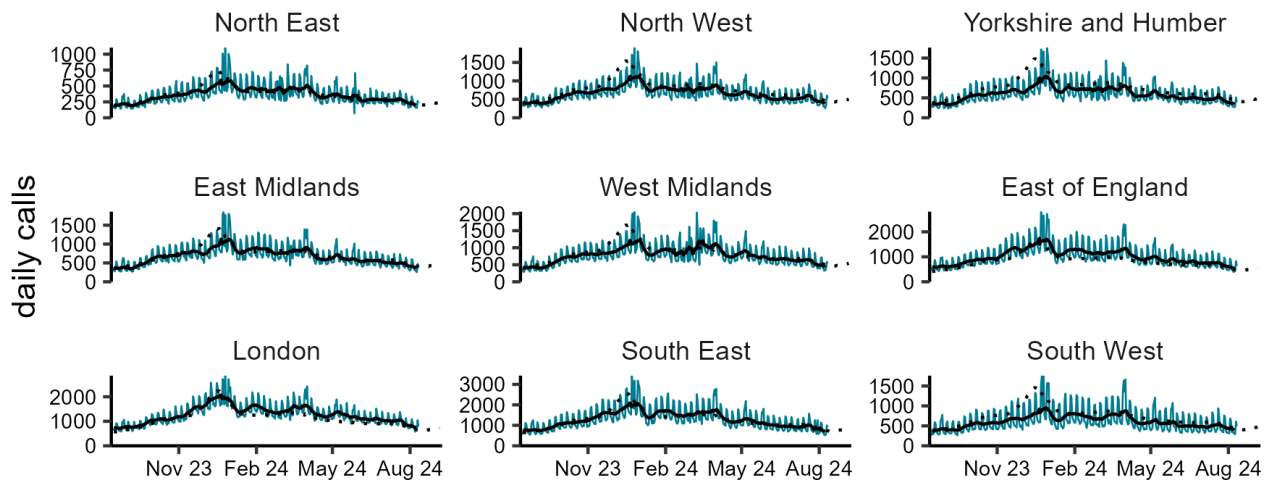 North East
North West
Yorkshire and Humber
1000
750
500
250
0
1500
1000
500
0
1500
1000
500
0
daily calls
East Midlands
West Midlands
East of England
1500
1000
500
0
2000
1500
1000
500
0
2000
1000
0
London
South East
South West
2000
1000
0
3000
2000
1000
0
1500
1000
500
0
Nov 23 Feb 24 May 24 Aug 24
Nov 23 Feb 24 May 24 Aug 24
Nov 23 Feb 24 May 24 Aug 24